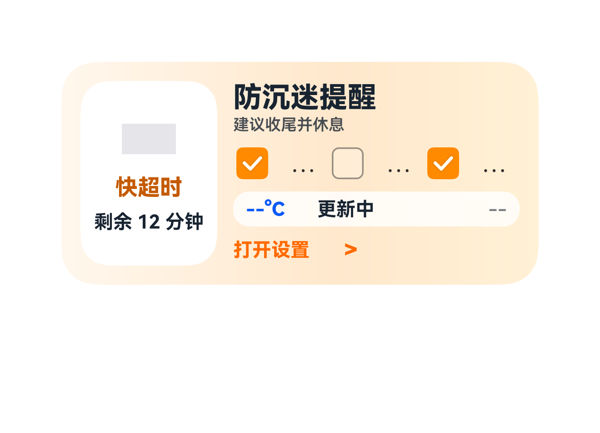 防沉迷提醒
建议收尾并休息
... ... ...
快超时
剩余 12 分钟
--°C 更新中 --
打开设置 >